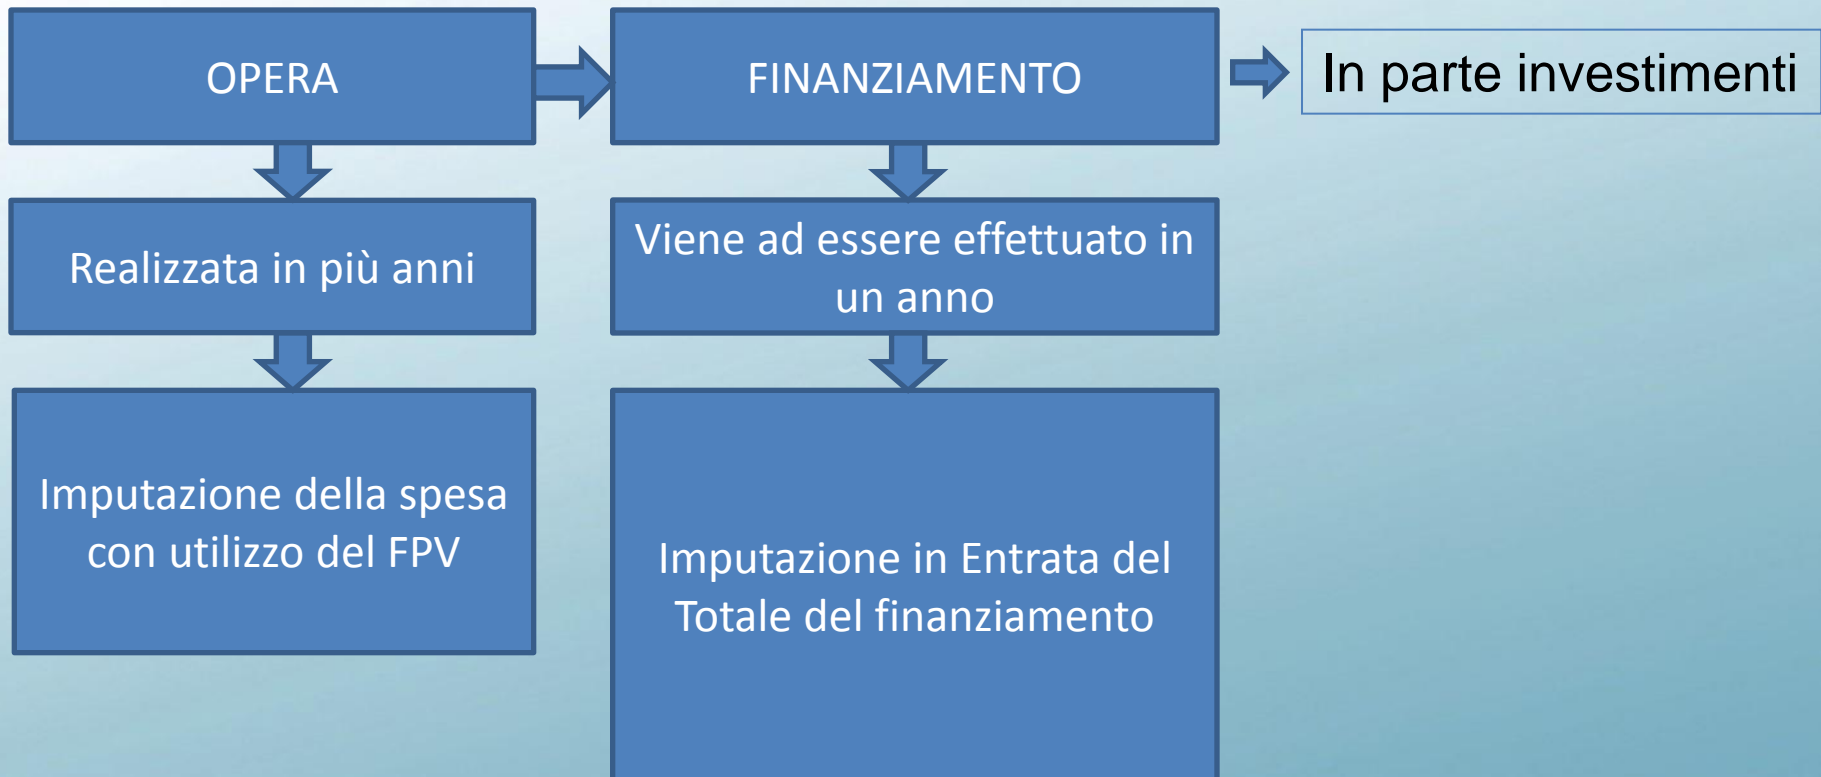 OPERA
FINANZIAMENTO
In parte investimenti
Realizzata in più anni
Viene ad essere effettuato in
un anno
Imputazione della spesa
con utilizzo del FPV
Imputazione in Entrata del
Totale del finanziamento